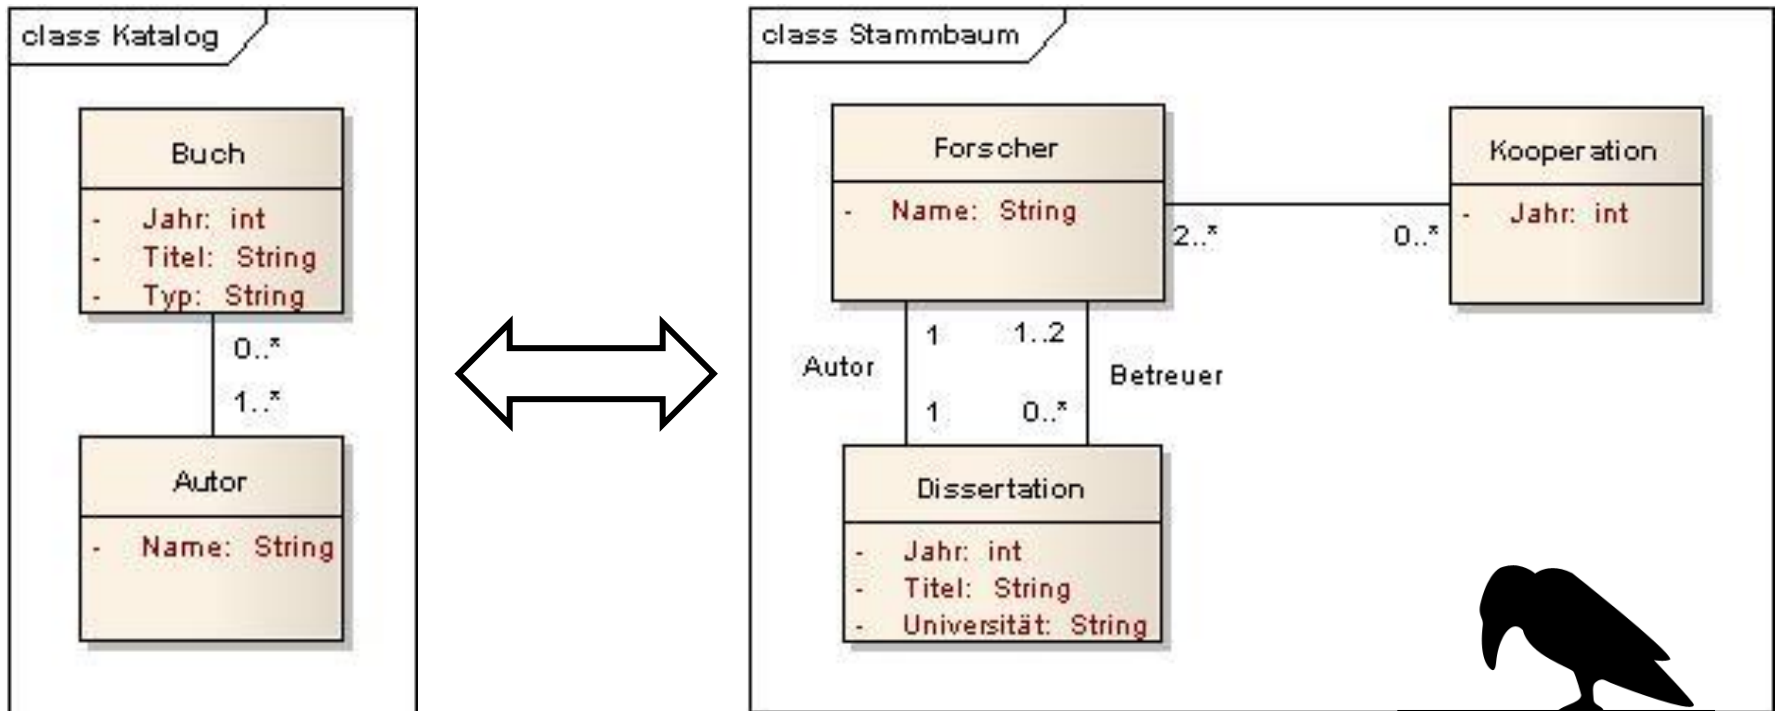 class Katalog
Buch
- Jahr: int
- Titel: String
- Typ: String
0..*
1..*
Autor
- Name: String
class Stammbaum
Forscher
- Name: String
2..*
0..*
Kooperation
- Jahr: int
1
1..2
Autor
Betreuer
1
0..*
Dissertation
- Jahr: int
- Titel: String
- Universität: String